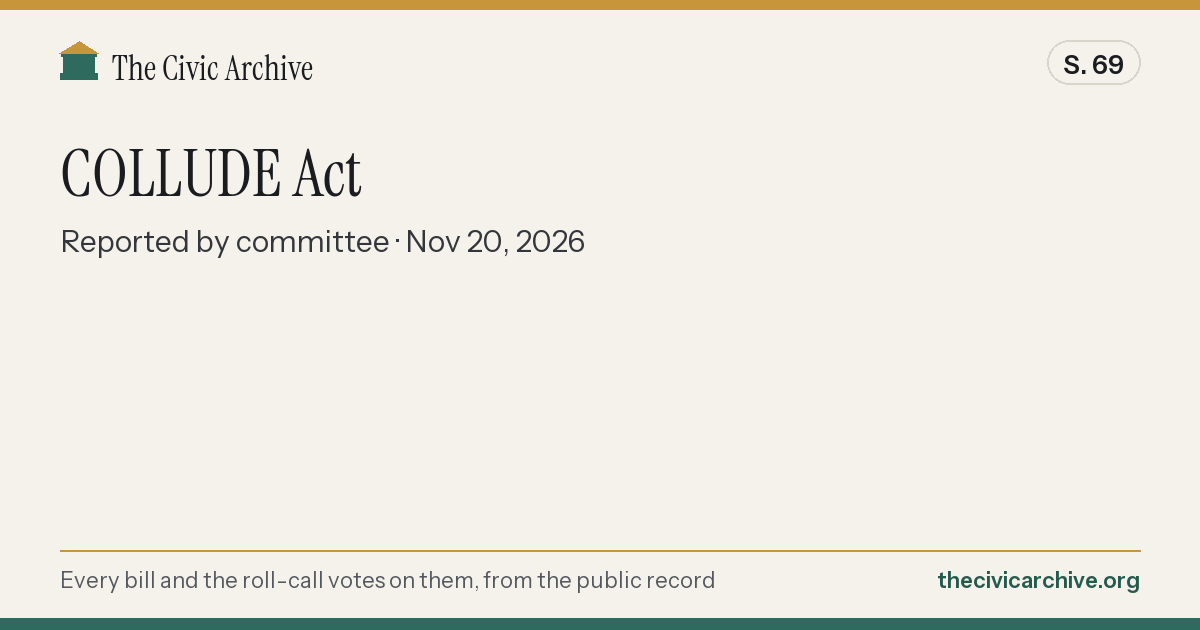 The Civic Archive
S. 69
COLLUDE Act
Reported by committee · Nov 20, 2026
Every bill and the roll-call votes on them, from the public record
thecivicarchive.org